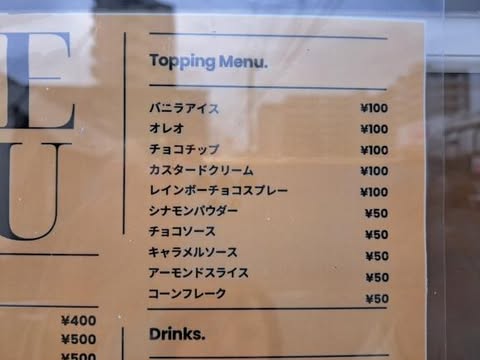 E
U
Topping Menu.
バニラアイス ¥100
オレオ ¥100
チョコチップ ¥100
カスタードクリーム ¥100
レインボーチョコスプレー ¥100
シナモンパウダー ¥50
チョコソース ¥50
キャラメルソース ¥50
アーモンドスライス ¥50
コーンフレーク ¥50
¥400
¥500
¥500
Drinks.